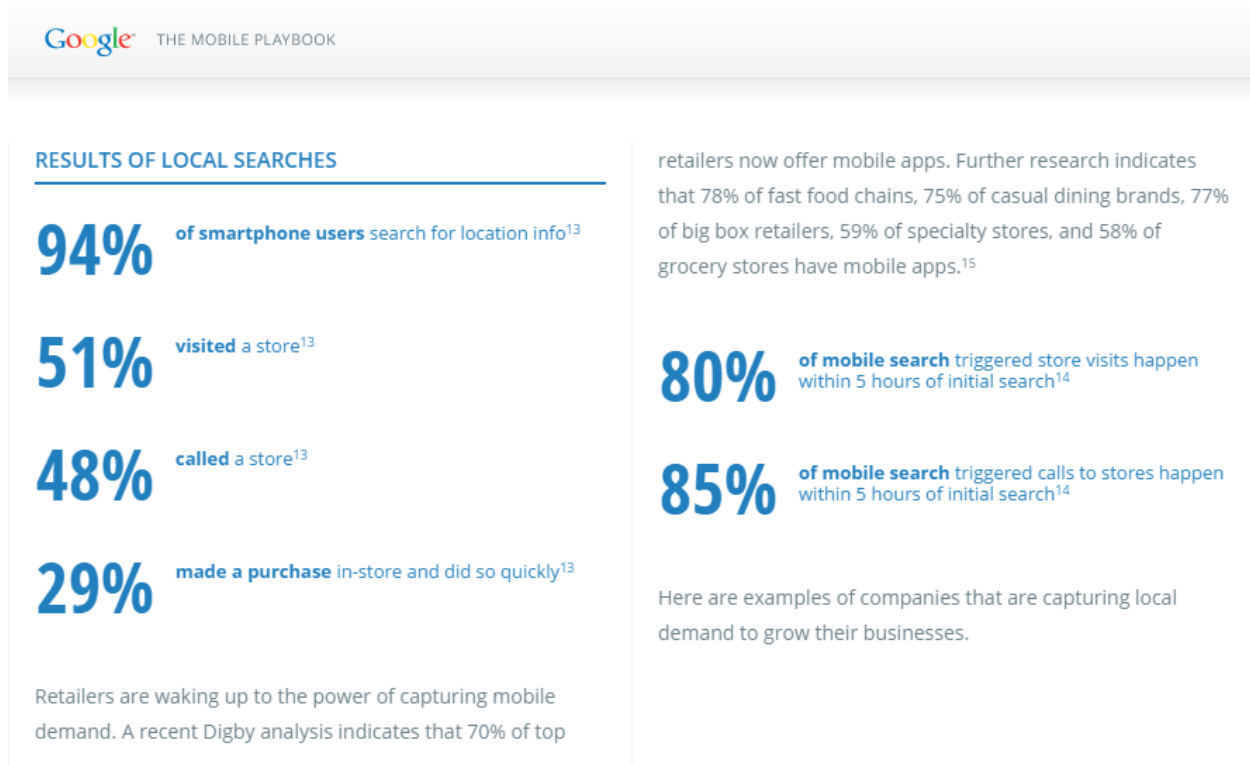 Google THE MOBILE PLAYBOOK
RESULTS OF LOCAL SEARCHES
94% of smartphone users search for location info13
51% visited a store13
48% called a store13
29% made a purchase in-store and did so quickly13
Retailers are waking up to the power of capturing mobile
demand. A recent Digby analysis indicates that 70% of top
retailers now offer mobile apps. Further research indicates
that 78% of fast food chains, 75% of casual dining brands, 77%
of big box retailers, 59% of specialty stores, and 58% of
grocery stores have mobile apps.15
80% of mobile search triggered store visits happen
within 5 hours of initial search14
85% of mobile search triggered calls to stores happen
within 5 hours of initial search14
Here are examples of companies that are capturing local
demand to grow their businesses.